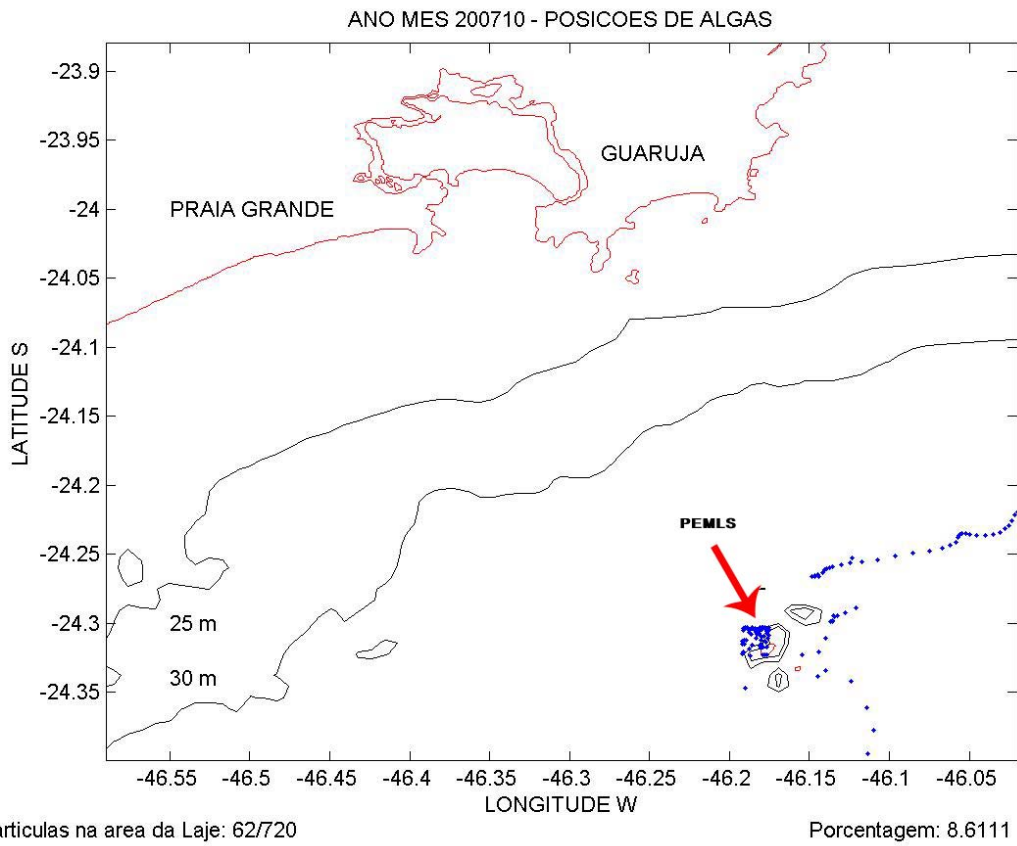 ANO MES 200710 - POSICOES DE ALGAS
-23.9
-23.95
-24
-24.05
-24.1
-24.15
-24.2
-24.25
-24.3
-24.35
LATITUDE S
GUARUJA
PRAIA GRANDE
PEMLS
25 m
30 m
-46.55 -46.5 -46.45 -46.4 -46.35 -46.3 -46.25 -46.2 -46.15 -46.1 -46.05
LONGITUDE W
articulas na area da Laje: 62/720
Porcentagem: 8.6111